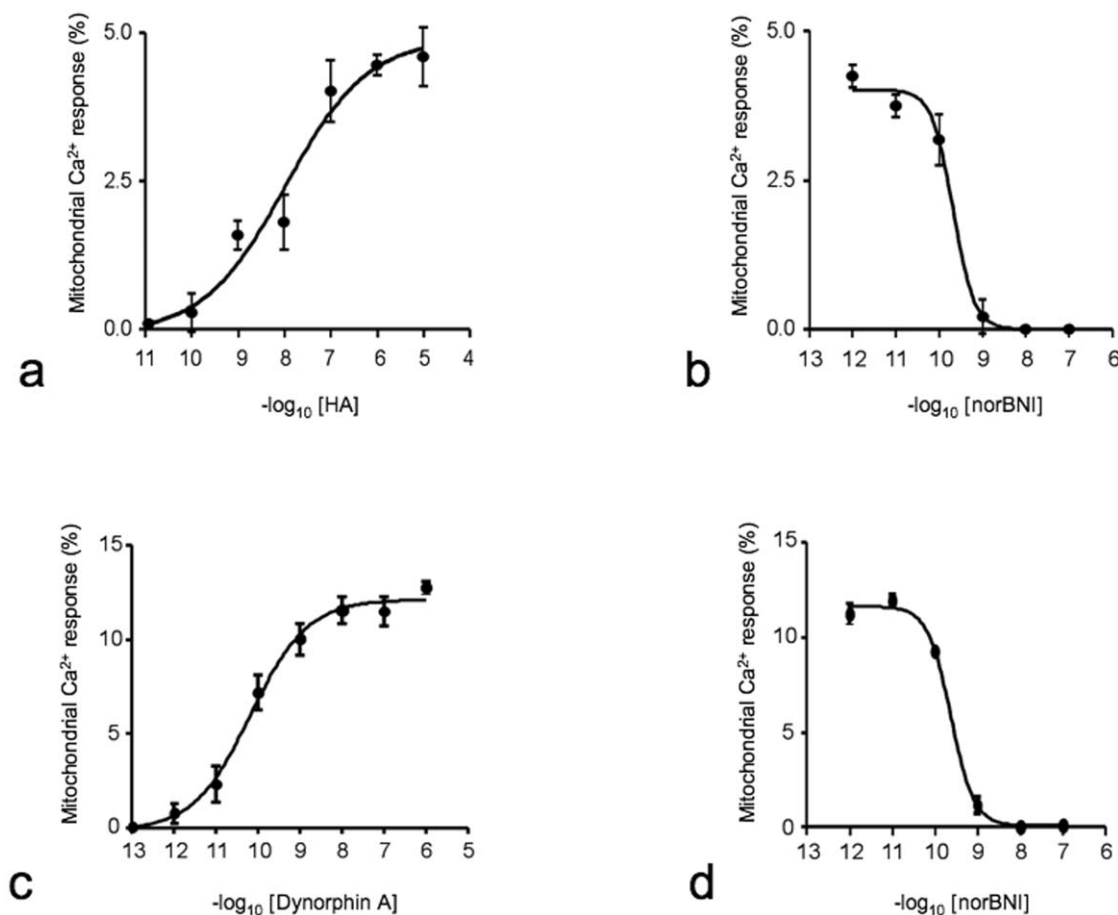 Mitochondrial Ca²⁺ response (%)
5.0
2.5
0.0
11 10 9 8 7 6 5 4
-log₁₀ [HA]
a
Mitochondrial Ca²⁺ response (%)
5.0
2.5
0.0
13 12 11 10 9 8 7 6
-log₁₀ [norBNI]
b
Mitochondrial Ca²⁺ response (%)
15
10
5
0
13 12 11 10 9 8 7 6 5
-log₁₀ [Dynorphin A]
c
Mitochondrial Ca²⁺ response (%)
15
10
5
0
13 12 11 10 9 8 7 6
-log₁₀ [norBNI]
d